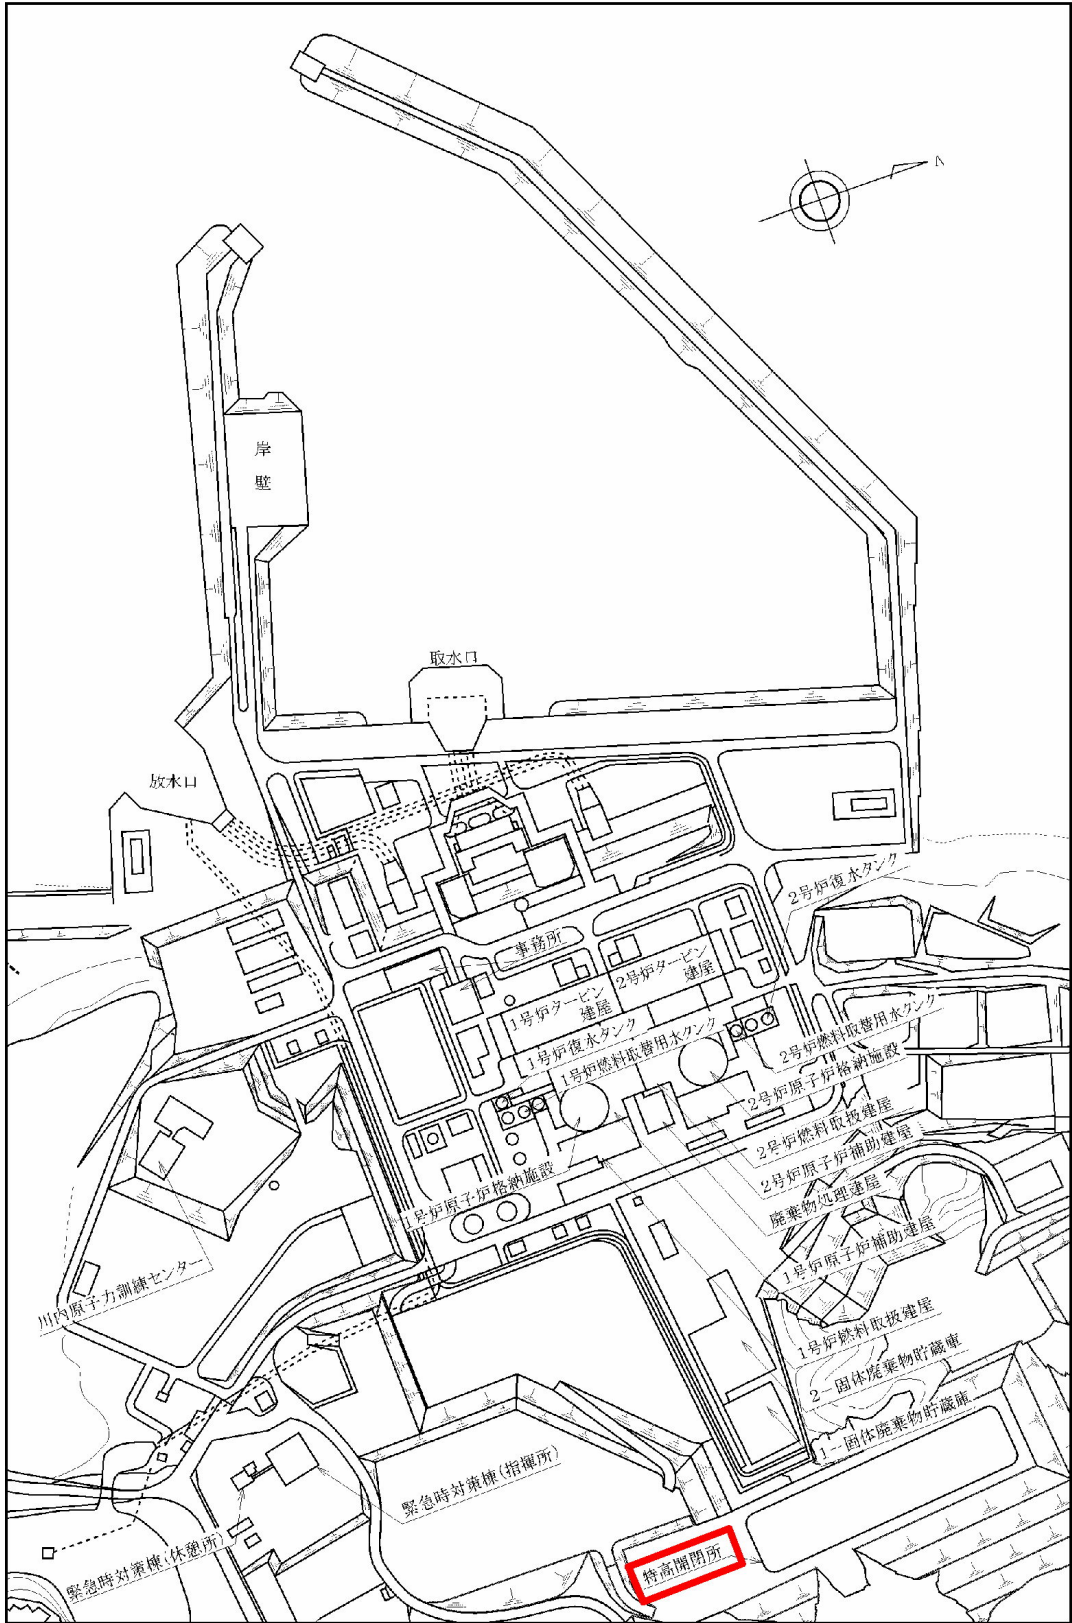 岸
壁
取水口
放水口
2号炉復水タンク
事務所
2号炉タービン
建屋
1号炉タービン
建屋
1号炉復水タンク
1号炉燃料取替用水タンク
2号炉燃料取替用水タンク
2号炉原子炉格納施設
2号炉燃料取扱建屋
2号炉原子炉補助建屋
廃棄物処理建屋
1号炉原子炉格納施設
1号炉原子炉補助建屋
川内原子力訓練センター
1号炉燃料取扱建屋
2-固体廃棄物貯蔵庫
1-固体廃棄物貯蔵庫
緊急時対策棟(指揮所)
緊急時対策棟(休憩所)
特高開閉所